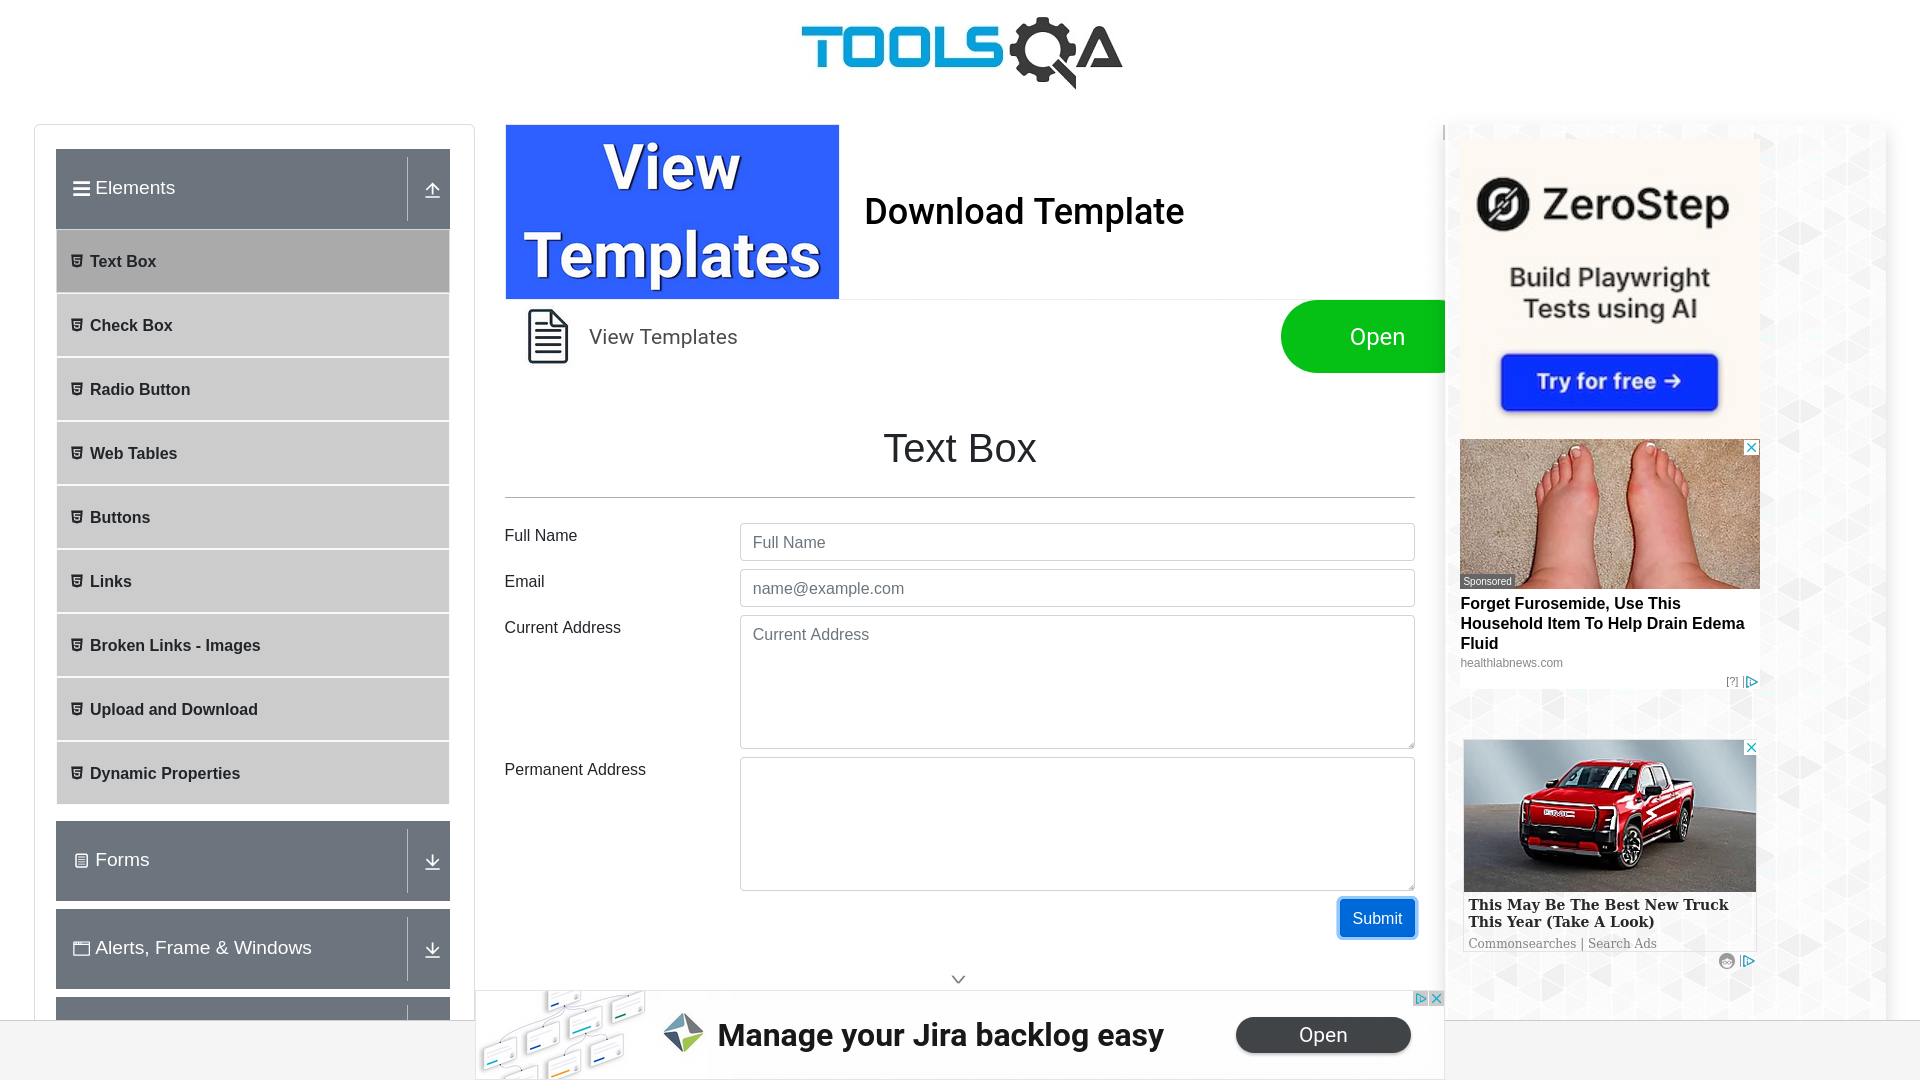 TOOLSQA
Elements
Text Box
Check Box
Radio Button
Web Tables
Buttons
Links
Broken Links - Images
Upload and Download
Dynamic Properties
Forms
Alerts, Frame & Windows
View
Templates
Download Template
View Templates
Open
Text Box
Full Name
Full Name
Email
name@example.com
Current Address
Current Address
Permanent Address
Submit
Manage your Jira backlog easy
Open
ZeroStep
Build Playwright
Tests using AI
Try for free →
Sponsored
Forget Furosemide, Use This
Household Item To Help Drain Edema
Fluid
healthlabnews.com
[?]
GMC
This May Be The Best New Truck
This Year (Take A Look)
Commonsearches | Search Ads